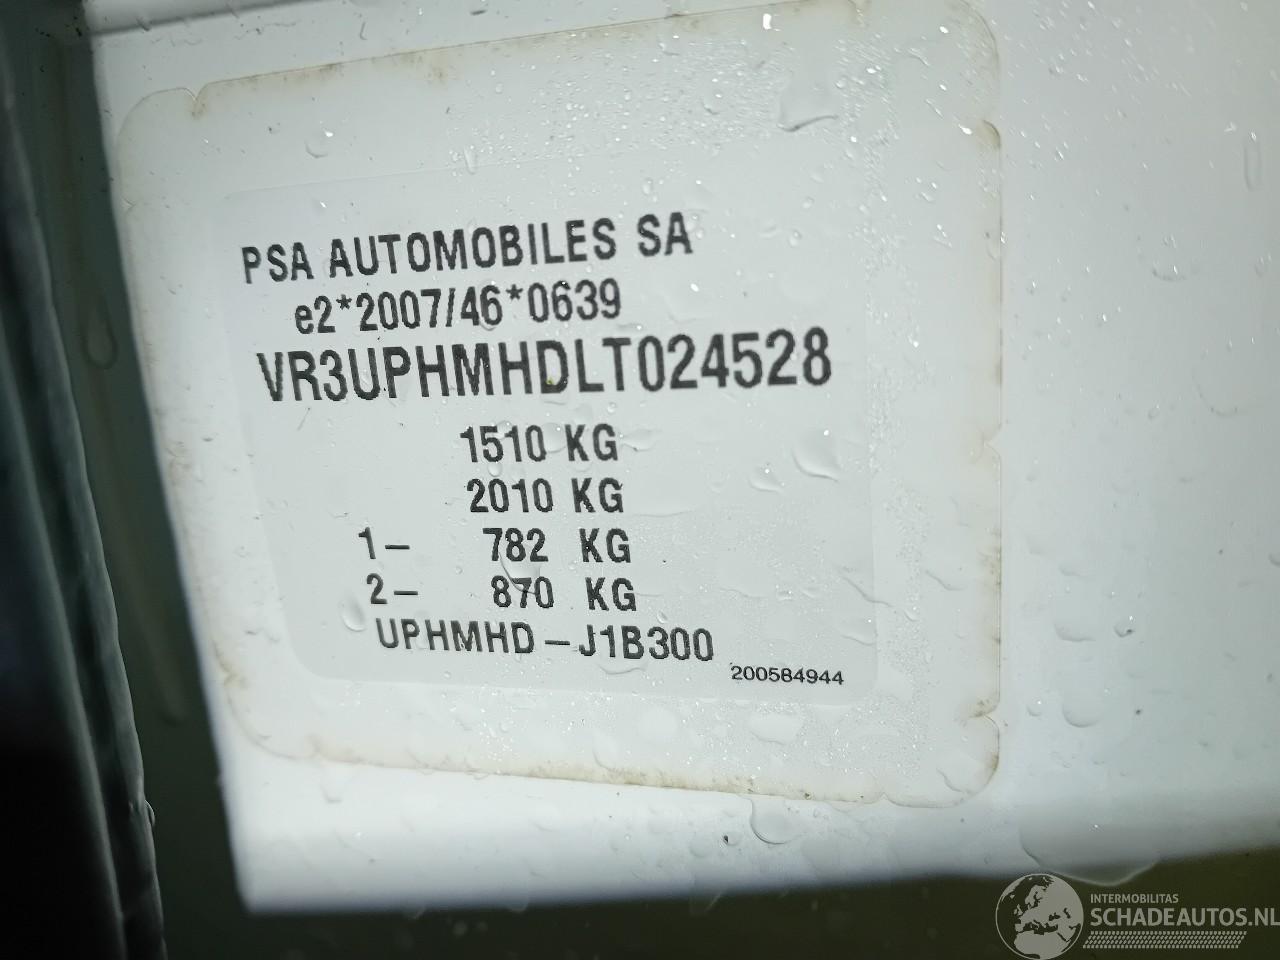 PSA AUTOMOBILES SA
e2*2007/46*0639
VR3UPHMHDLT024528
1510 KG
2010 KG
1– 782 KG
2– 870 KG
UPHMHD–J1B300
200584944
INTERMOBILITAS
SCHADEAUTOS.NL